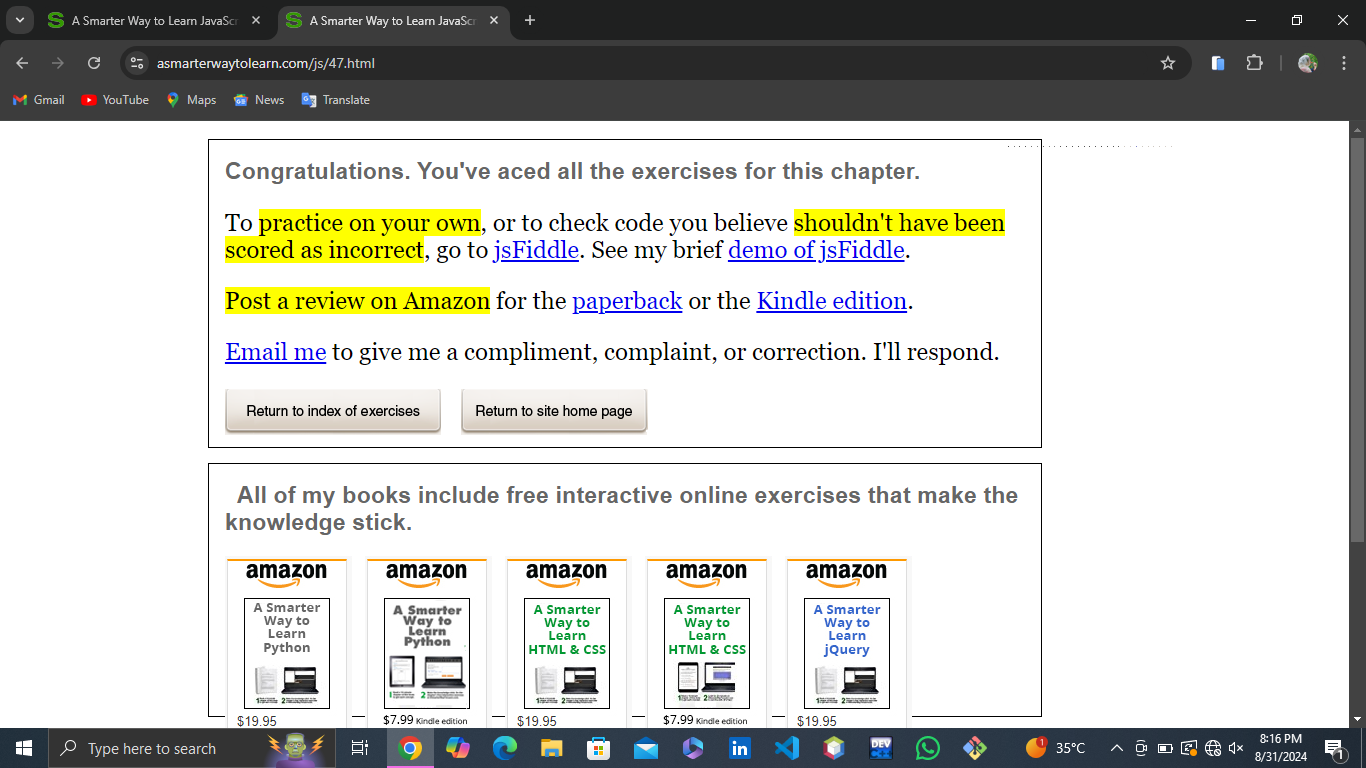 A Smarter Way to Learn JavaScr
A Smarter Way to Learn JavaSc
asmarterwaytolearn.com/js/47.html
Gmail YouTube Maps News Translate
Congratulations. You've aced all the exercises for this chapter.
To practice on your own, or to check code you believe shouldn't have been
scored as incorrect, go to jsFiddle. See my brief demo of jsFiddle.
Post a review on Amazon for the paperback or the Kindle edition.
Email me to give me a compliment, complaint, or correction. I'll respond.
Return to index of exercises
Return to site home page
All of my books include free interactive online exercises that make the
knowledge stick.
amazon
A Smarter
Way to
Learn
Python
$19.95
amazon
A Smarter
Way to
Learn
Python
$7.99 Kindle edition
amazon
A Smarter
Way to
Learn
HTML & CSS
$19.95
amazon
A Smarter
Way to
Learn
HTML & CSS
$7.99 Kindle edition
amazon
A Smarter
Way to
Learn
jQuery
$19.95
Type here to search
in
DEV
1
35°C
8:16 PM
8/31/2024
1